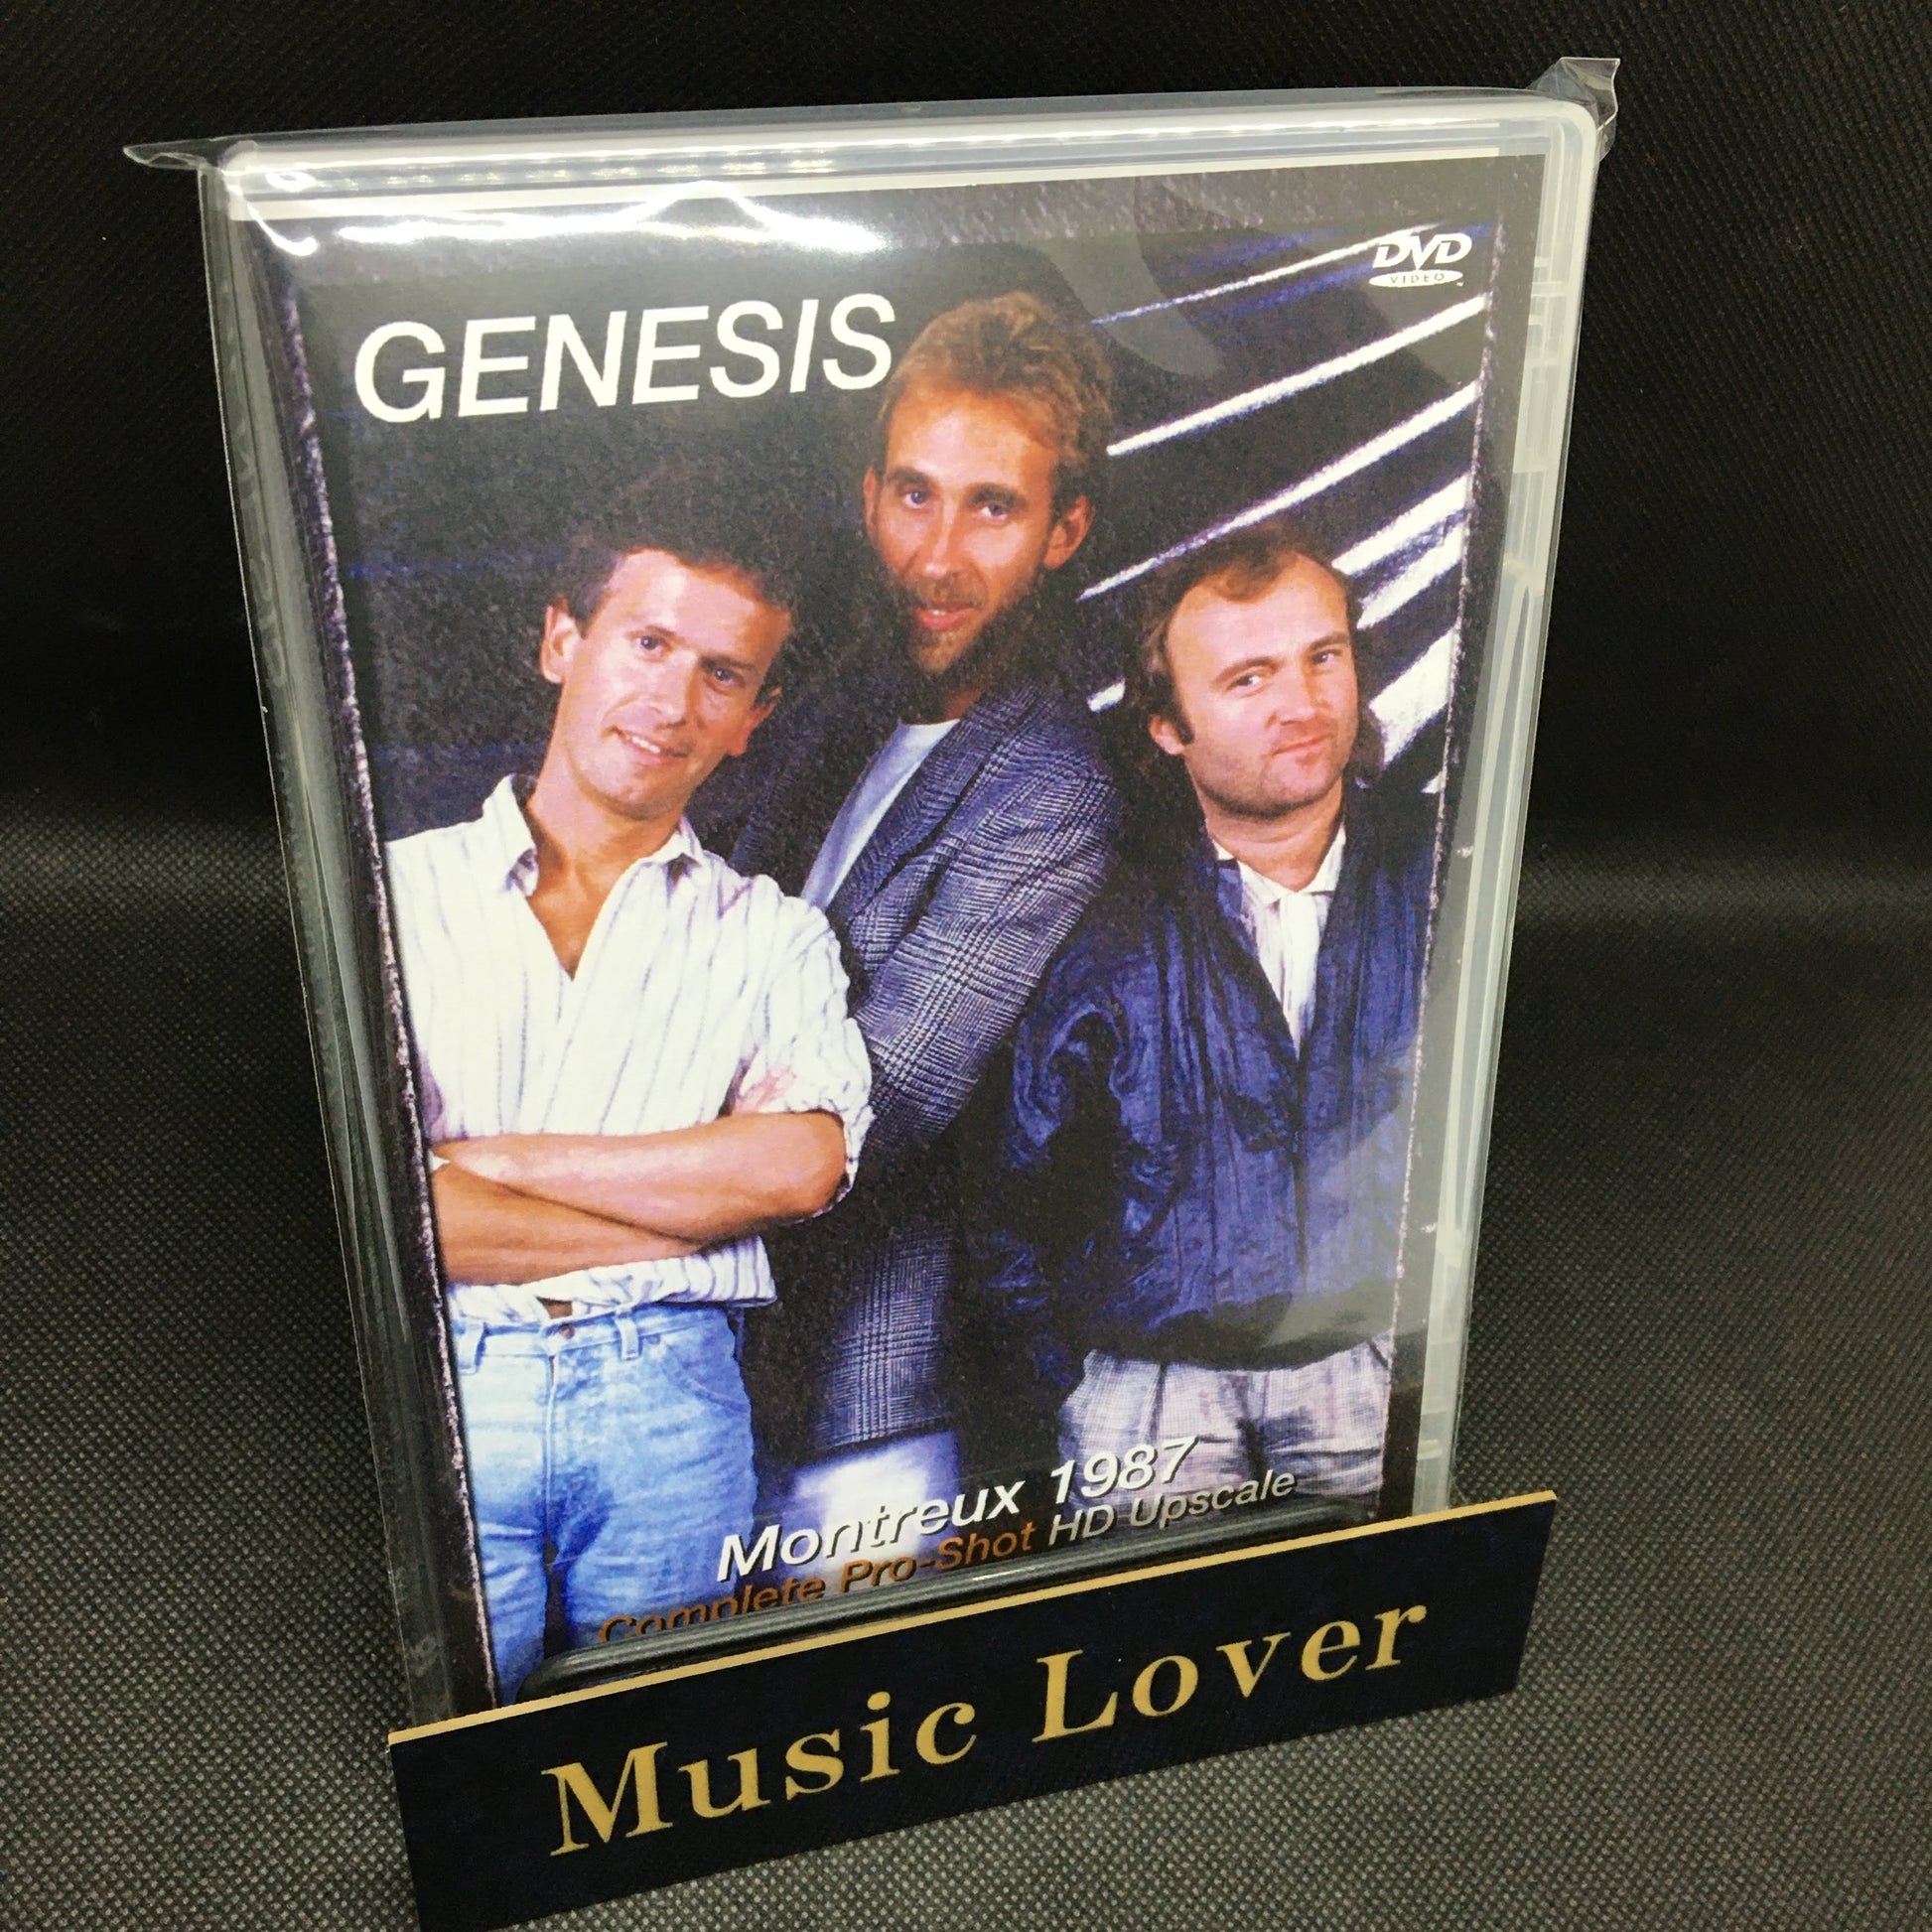 DVD
VIDEO
GENESIS
Montreux 1987
Complete Pro-Shot HD Upscale
Music Lover